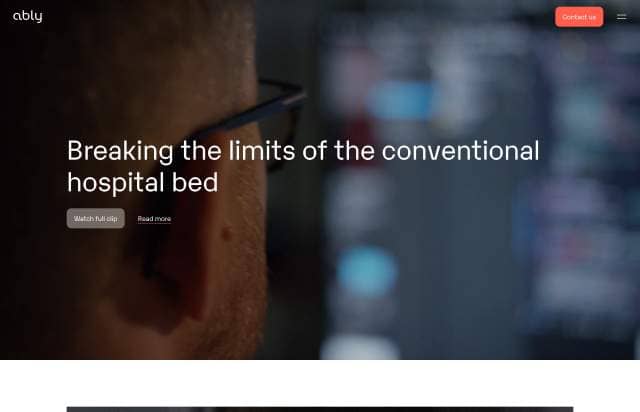 ably
Contact us
Breaking the limits of the conventional
hospital bed
Watch full clip
Read more